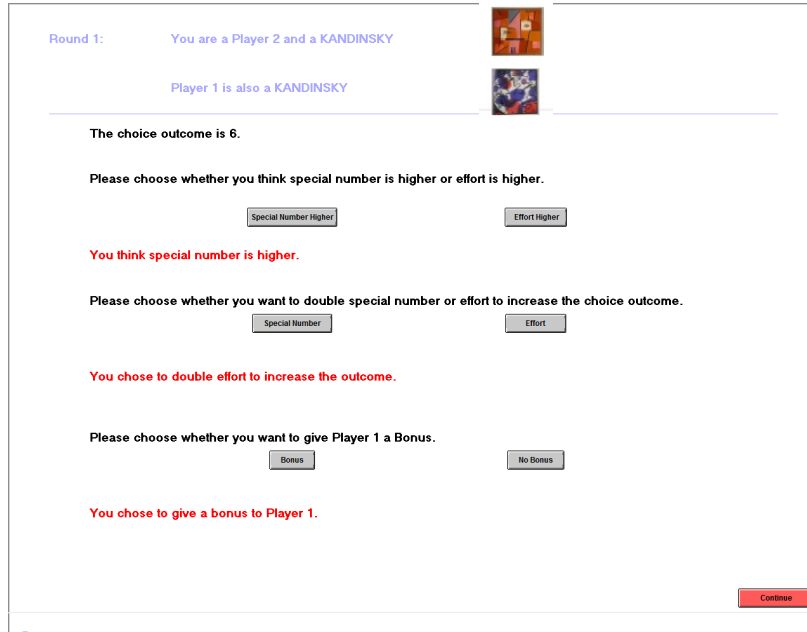 Round 1: You are a Player 2 and a KANDINSKY
Player 1 is also a KANDINSKY
The choice outcome is 6.
Please choose whether you think special number is higher or effort is higher.
Special Number Higher Effort Higher
You think special number is higher.
Please choose whether you want to double special number or effort to increase the choice outcome.
Special Number Effort
You chose to double effort to increase the outcome.
Please choose whether you want to give Player 1 a Bonus.
Bonus No Bonus
You chose to give a bonus to Player 1.
Continue